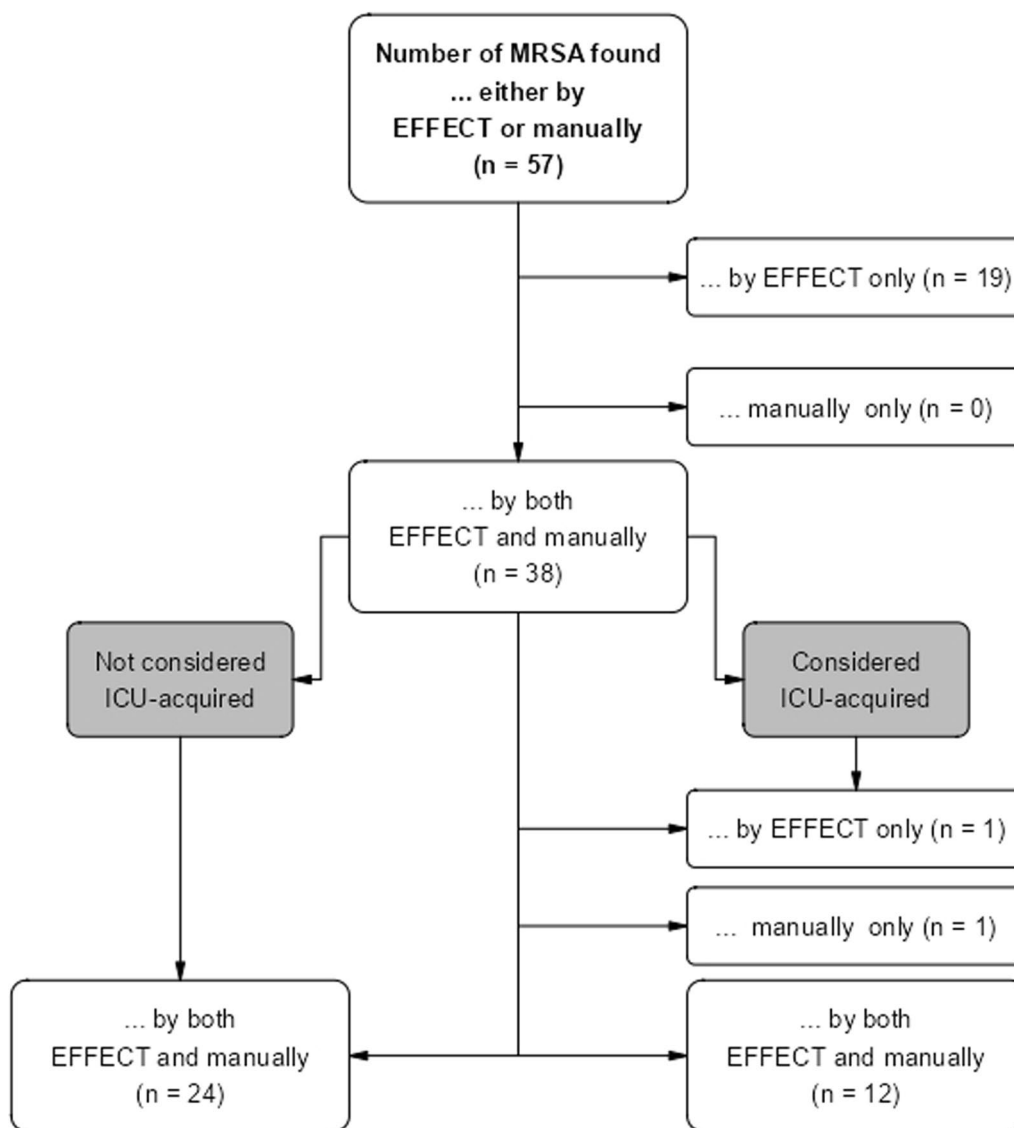 Number of MRSA found
... either by
EFFECT or manually
(n = 57)
... by EFFECT only (n = 19)
... manually only (n = 0)
... by both
EFFECT and manually
(n = 38)
Not considered
ICU-acquired
Considered
ICU-acquired
... by EFFECT only (n = 1)
... manually only (n = 1)
... by both
EFFECT and manually
(n = 24)
... by both
EFFECT and manually
(n = 12)